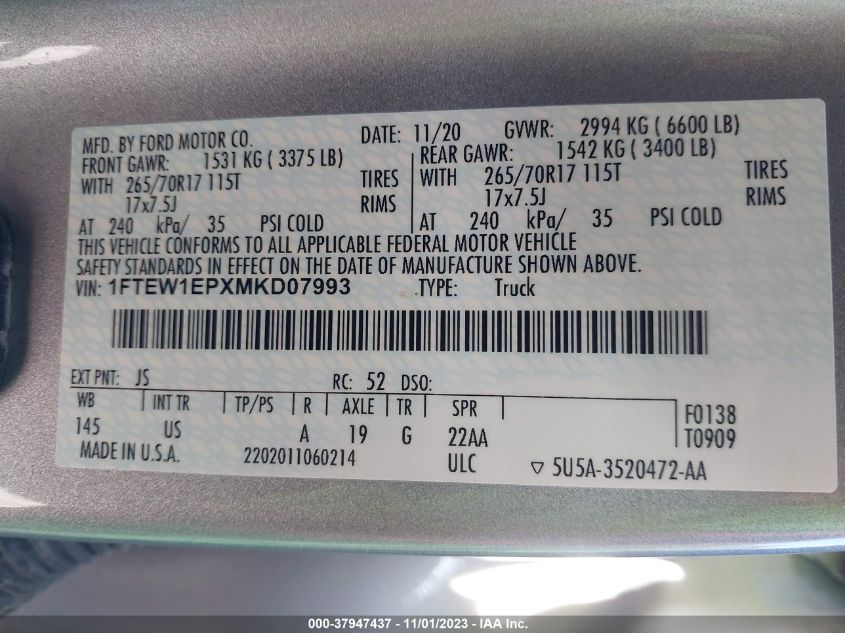 MFD. BY FORD MOTOR CO. DATE: 11/20 GVWR: 2994 KG ( 6600 LB)
FRONT GAWR: 1531 KG ( 3375 LB) REAR GAWR: 1542 KG ( 3400 LB)
WITH 265/70R17 115T TIRES WITH 265/70R17 115T TIRES
17x7.5J RIMS 17x7.5J RIMS
AT 240 kPa/ 35 PSI COLD AT 240 kPa/ 35 PSI COLD
THIS VEHICLE CONFORMS TO ALL APPLICABLE FEDERAL MOTOR VEHICLE
SAFETY STANDARDS IN EFFECT ON THE DATE OF MANUFACTURE SHOWN ABOVE.
VIN: 1FTEW1EPXMKD07993 TYPE: Truck
EXT PNT: JS RC: 52 DSO:
WB INT TR TP/PS R AXLE TR SPR F0138
145 US A 19 G 22AA T0909
MADE IN U.S.A. 2202011060214 ULC ▽ 5U5A-3520472-AA
000-37947437 - 11/01/2023 - IAA Inc.